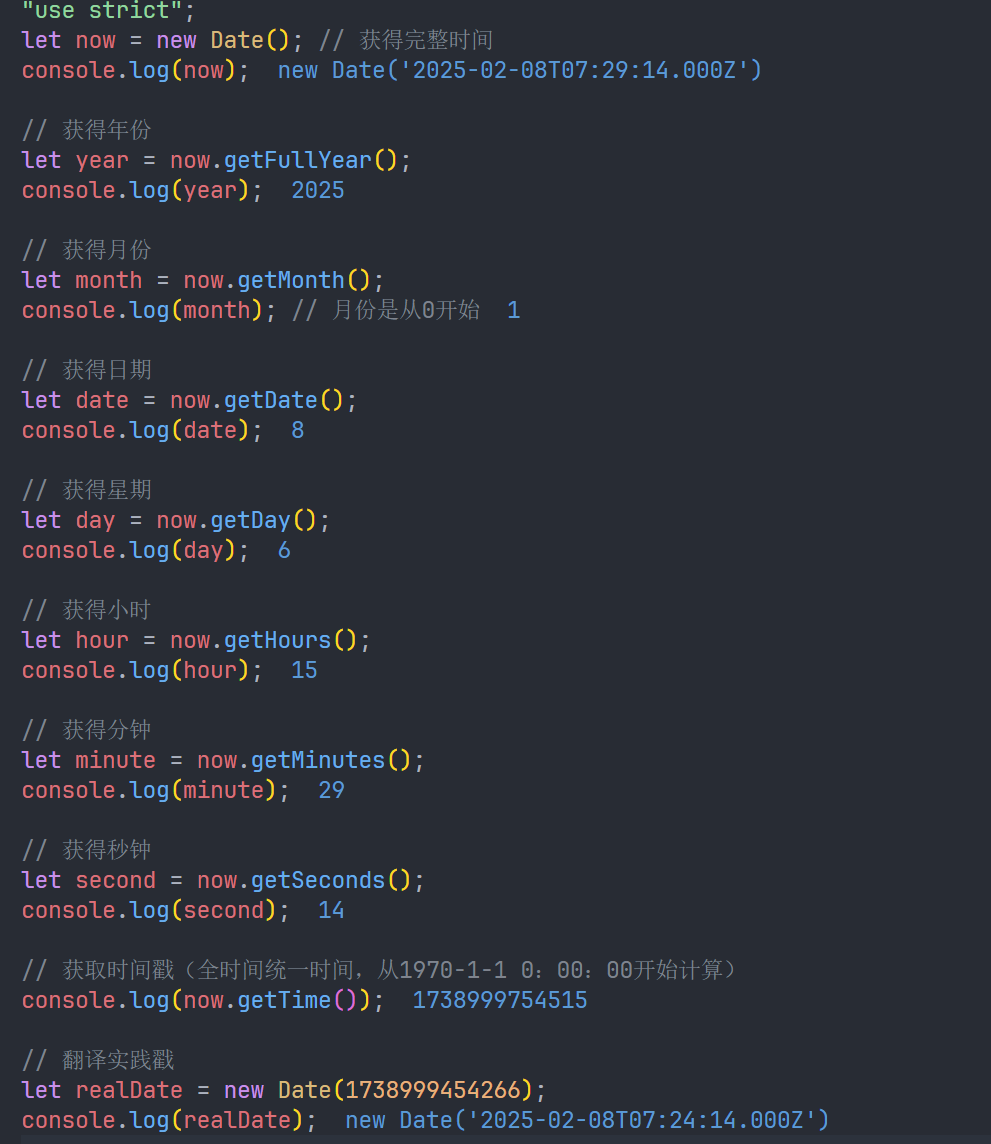 "use strict";
let now = new Date(); // 获得完整时间
console.log(now);  new Date('2025-02-08T07:29:14.000Z')
// 获得年份
let year = now.getFullYear();
console.log(year);  2025
// 获得月份
let month = now.getMonth();
console.log(month); // 月份是从0开始  1
// 获得日期
let date = now.getDate();
console.log(date);  8
// 获得星期
let day = now.getDay();
console.log(day);  6
// 获得小时
let hour = now.getHours();
console.log(hour);  15
// 获得分钟
let minute = now.getMinutes();
console.log(minute);  29
// 获得秒钟
let second = now.getSeconds();
console.log(second);  14
// 获取时间戳（全时间统一时间，从1970-1-1 0：00：00开始计算）
console.log(now.getTime());  1738999754515
// 翻译实践戳
let realDate = new Date(1738999454266);
console.log(realDate);  new Date('2025-02-08T07:24:14.000Z')